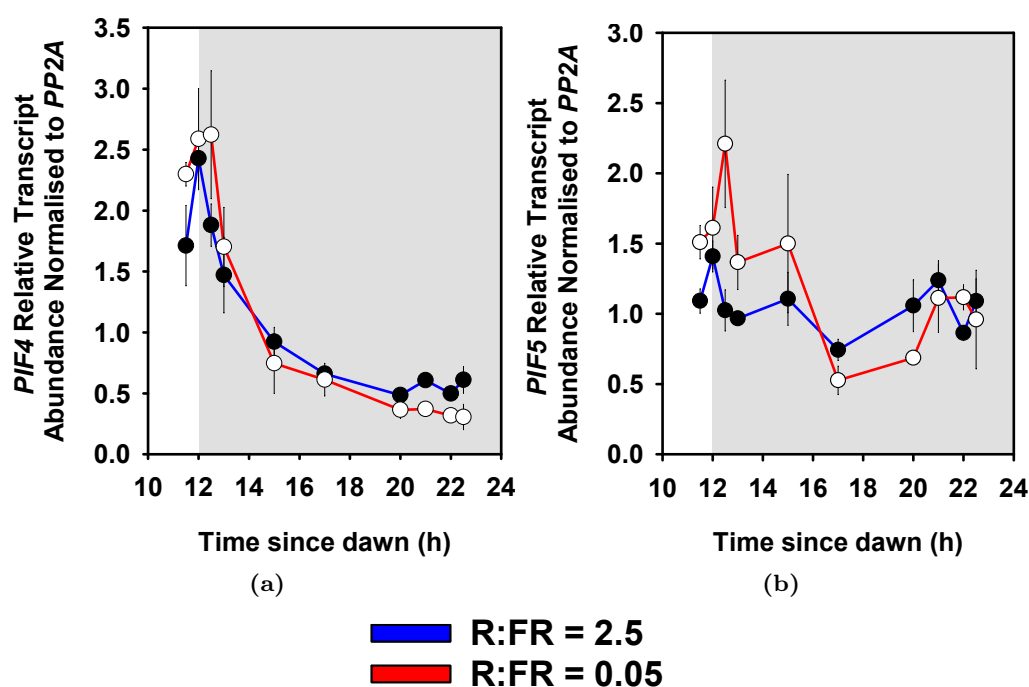 PIF4 Relative Transcript
Abundance Normalised to PP2A
3.5
3.0
2.5
2.0
1.5
1.0
0.5
0.0
10 12 14 16 18 20 22 24
Time since dawn (h)
(a)
PIF5 Relative Transcript
Abundance Normalised to PP2A
3.0
2.5
2.0
1.5
1.0
0.5
0.0
10 12 14 16 18 20 22 24
Time since dawn (h)
(b)
R:FR = 2.5
R:FR = 0.05